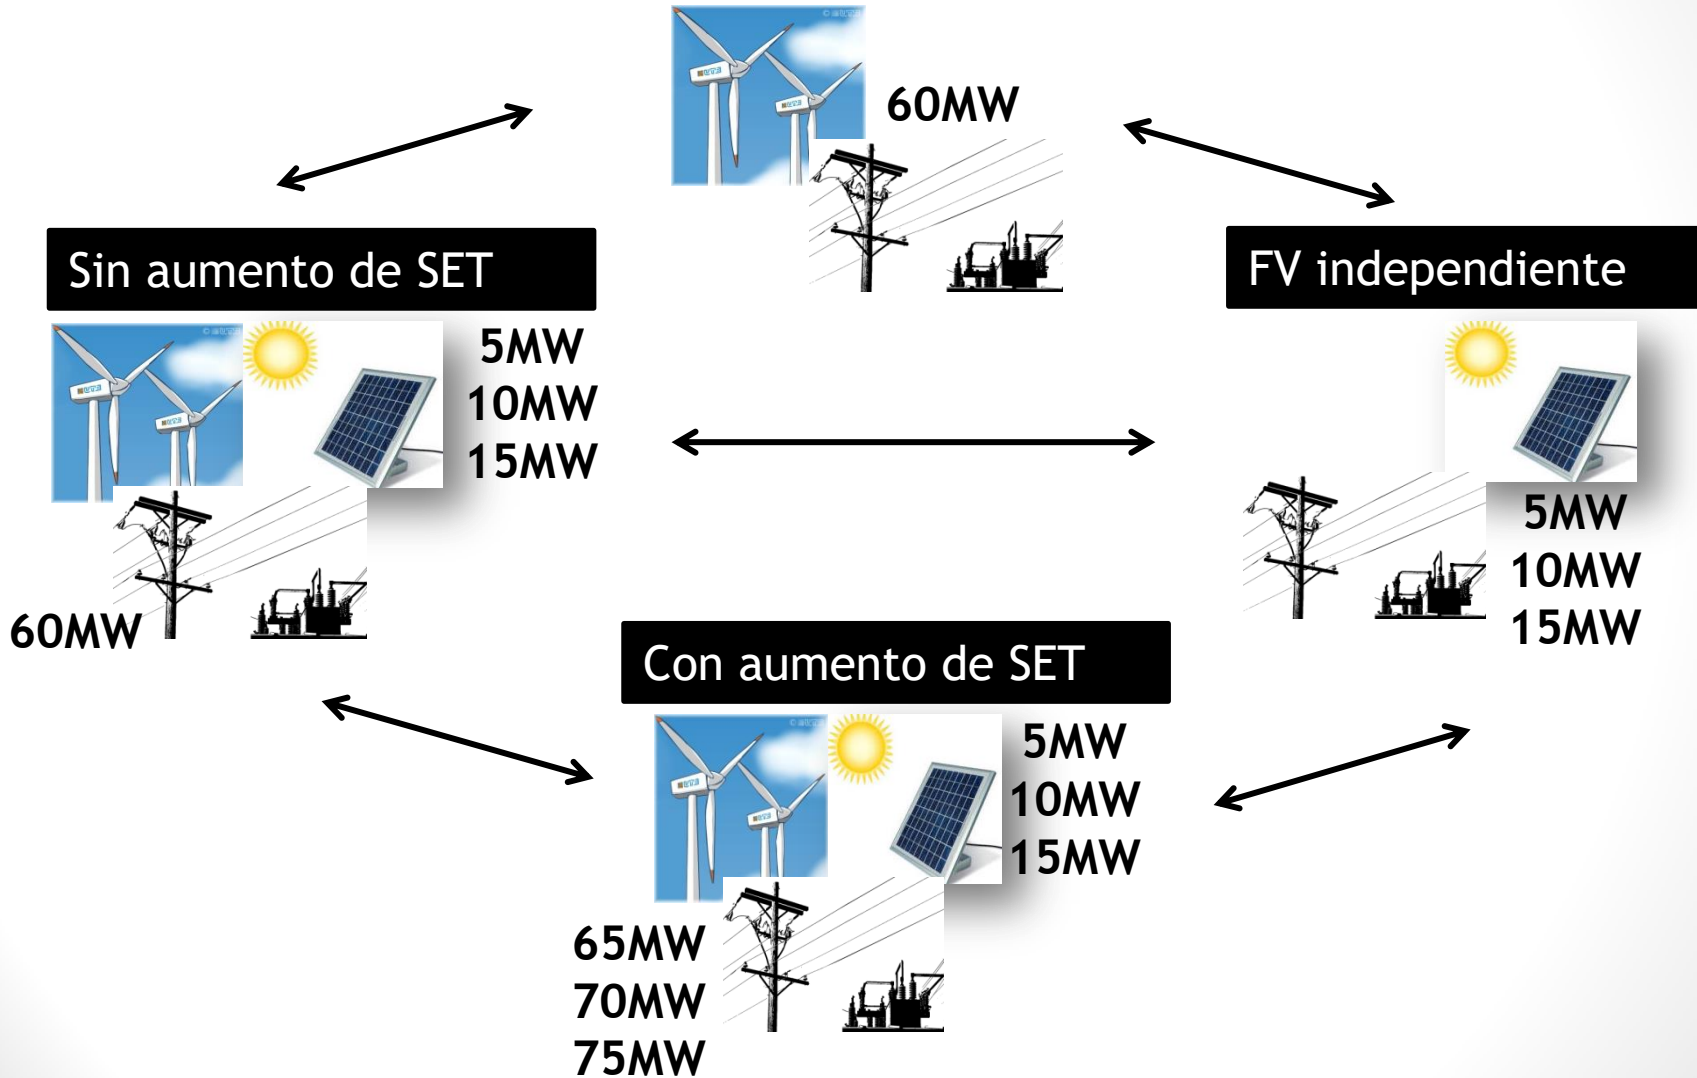 60MW
Sin aumento de SET
5MW
10MW
15MW
60MW
FV independiente
5MW
10MW
15MW
Con aumento de SET
5MW
10MW
15MW
65MW
70MW
75MW